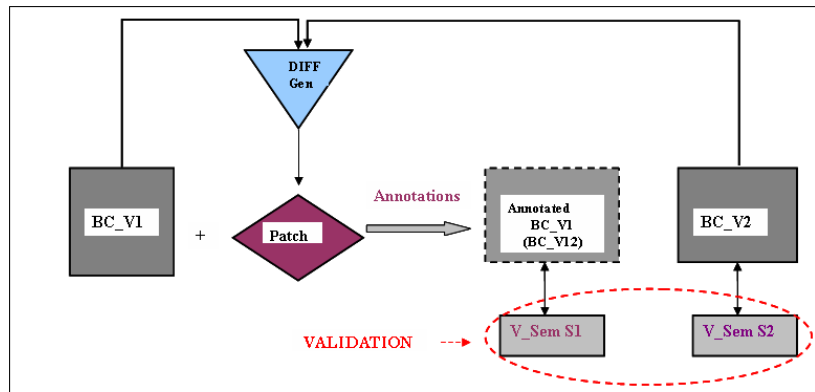 DIFF
Gen
Annotations
BC_V1
+
Patch
Annotated
BC_V1
(BC_V12)
BC_V2
VALIDATION
V_Sem S1
V_Sem S2